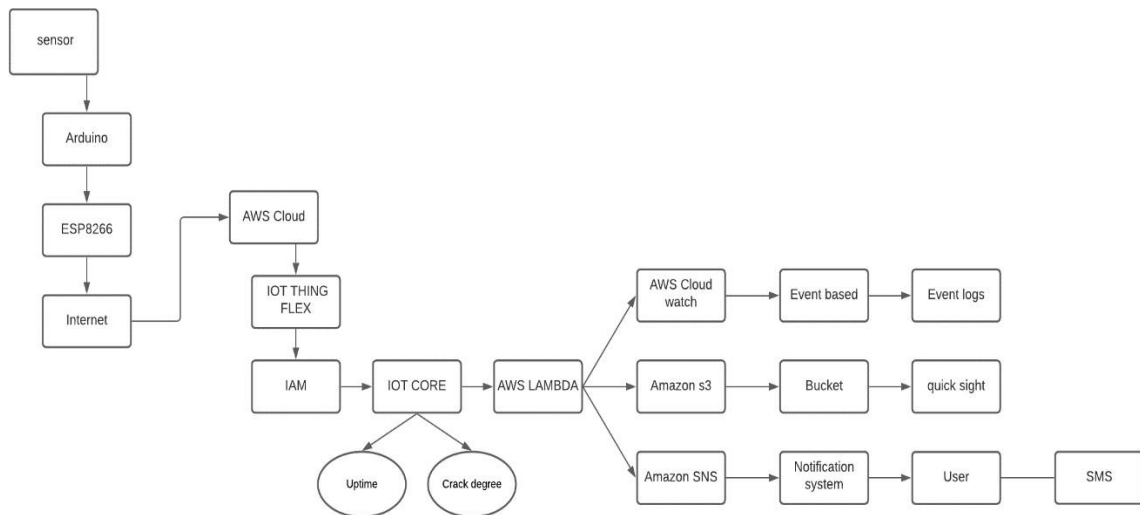 sensor
Arduino
ESP8266
Internet
AWS Cloud
IOT THING
FLEX
IAM
IOT CORE
Uptime
Crack degree
AWS LAMBDA
AWS Cloud
watch
Event based
Event logs
Amazon s3
Bucket
quick sight
Amazon SNS
Notification
system
User
SMS